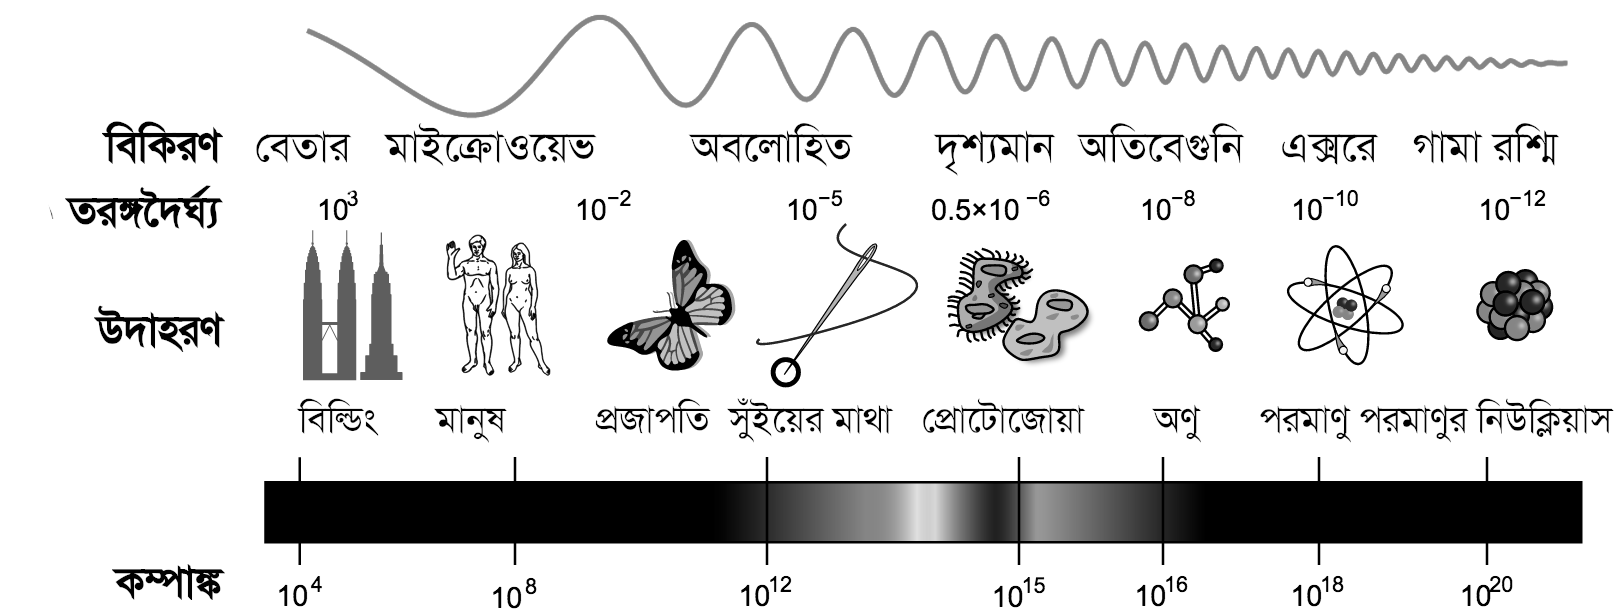 বিকিরণ বেতার মাইক্রোওয়েভ অবলোহিত দৃশ্যমান অতিবেগুনি এক্সরে গামা রশ্মি
তরঙ্গদৈর্ঘ্য 10³ 10⁻² 10⁻⁵ 0.5×10⁻⁶ 10⁻⁸ 10⁻¹⁰ 10⁻¹²
উদাহরণ
বিল্ডিং মানুষ প্রজাপতি সুঁইয়ের মাথা প্রোটোজোয়া অণু পরমাণু পরমাণুর নিউক্লিয়াস
কম্পাঙ্ক 10⁴ 10⁸ 10¹² 10¹⁵ 10¹⁶ 10¹⁸ 10²⁰